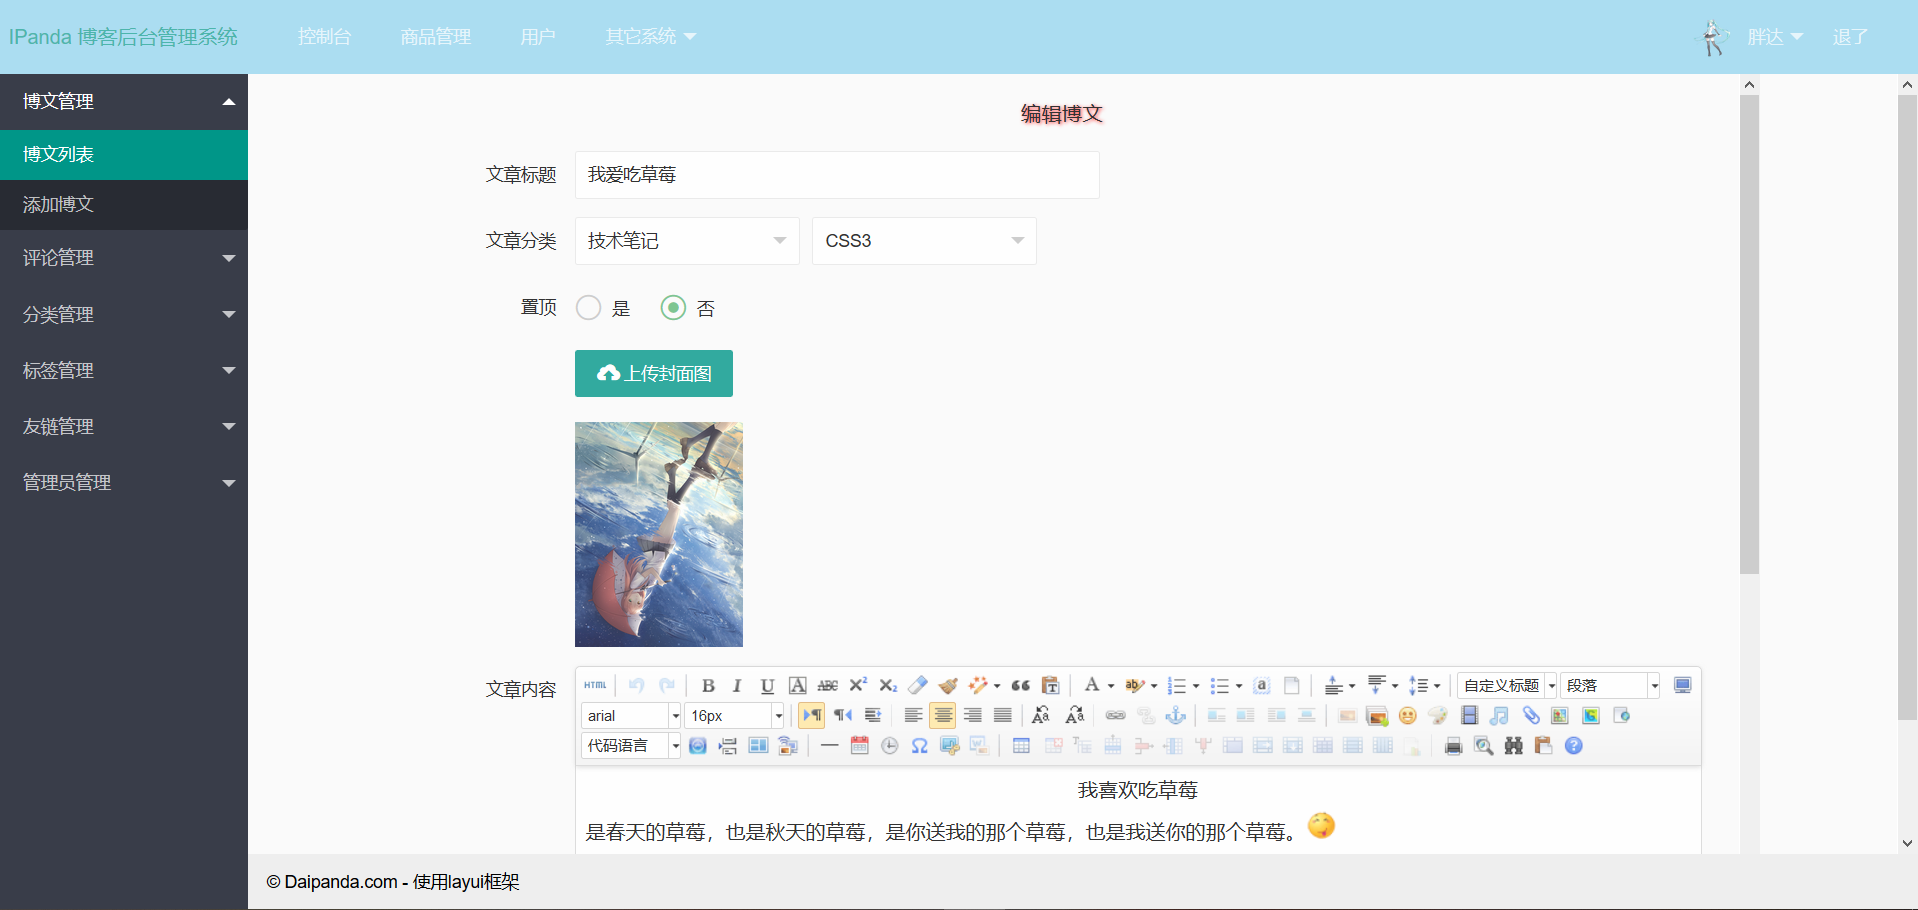 IPanda 博客后台管理系统 控制台 商品管理 用户 其它系统 胖达 退了
博文管理
博文列表
添加博文
评论管理
分类管理
标签管理
友链管理
管理员管理
编辑博文
文章标题 我爱吃草莓
文章分类 技术笔记 CSS3
置顶 是 否
上传封面图
文章内容
HTML B I U A ABC X² X₂ A ab a 自定义标题 段落
arial 16px Aa Aa
代码语言 Ω
我喜欢吃草莓
是春天的草莓，也是秋天的草莓，是你送我的那个草莓，也是我送你的那个草莓。
© Daipanda.com - 使用layui框架